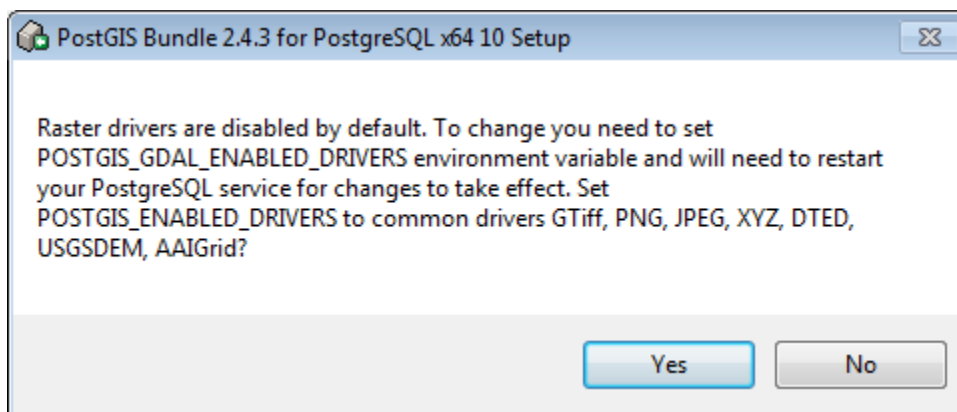 PostGIS Bundle 2.4.3 for PostgreSQL x64 10 Setup
Raster drivers are disabled by default. To change you need to set
POSTGIS_GDAL_ENABLED_DRIVERS environment variable and will need to restart
your PostgreSQL service for changes to take effect. Set
POSTGIS_ENABLED_DRIVERS to common drivers GTiff, PNG, JPEG, XYZ, DTED,
USGSDEM, AAIGrid?
Yes
No